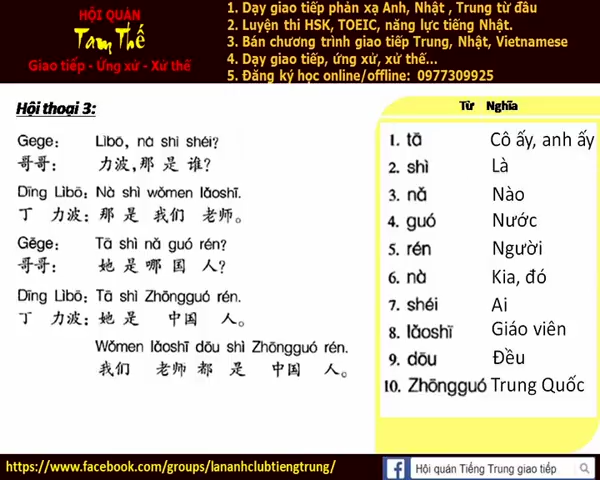 HỘI QUÁN
Tam Thế
Giao tiếp - Ứng xử - Xử thế
1. Dạy giao tiếp phản xạ Anh, Nhật , Trung từ đầu
2. Luyện thi HSK, TOEIC, năng lực tiếng Nhật.
3. Bán chương trình giao tiếp Trung, Nhật, Vietnamese
4. Dạy giao tiếp, ứng xử, xử thế...
5. Đăng ký học online/offline: 0977309925
Hội thoại 3:
Gege: Lìbō, nà shì shéi?
哥哥: 力波,那 是 谁?
Dīng Lìbō: Nà shì wǒmen lǎoshī.
丁 力波: 那 是 我们 老师。
Gēge: Tā shì nǎ guó rén?
哥哥: 她 是 哪 国 人?
Dīng Lìbō: Tā shì Zhōngguó rén.
丁 力波: 她 是 中国 人。
Wǒmen lǎoshī dōu shì Zhōngguó rén.
我们 老师 都 是 中国 人。
Từ Nghĩa
1. tā Cô ấy, anh ấy
2. shì Là
3. nǎ Nào
4. guó Nước
5. rén Người
6. nà Kia, đó
7. shéi Ai
8. lǎoshī Giáo viên
9. dōu Đều
10. Zhōngguó Trung Quốc
https://www.facebook.com/groups/lananhclubtiengtrung/
f Hội quán Tiếng Trung giao tiếp